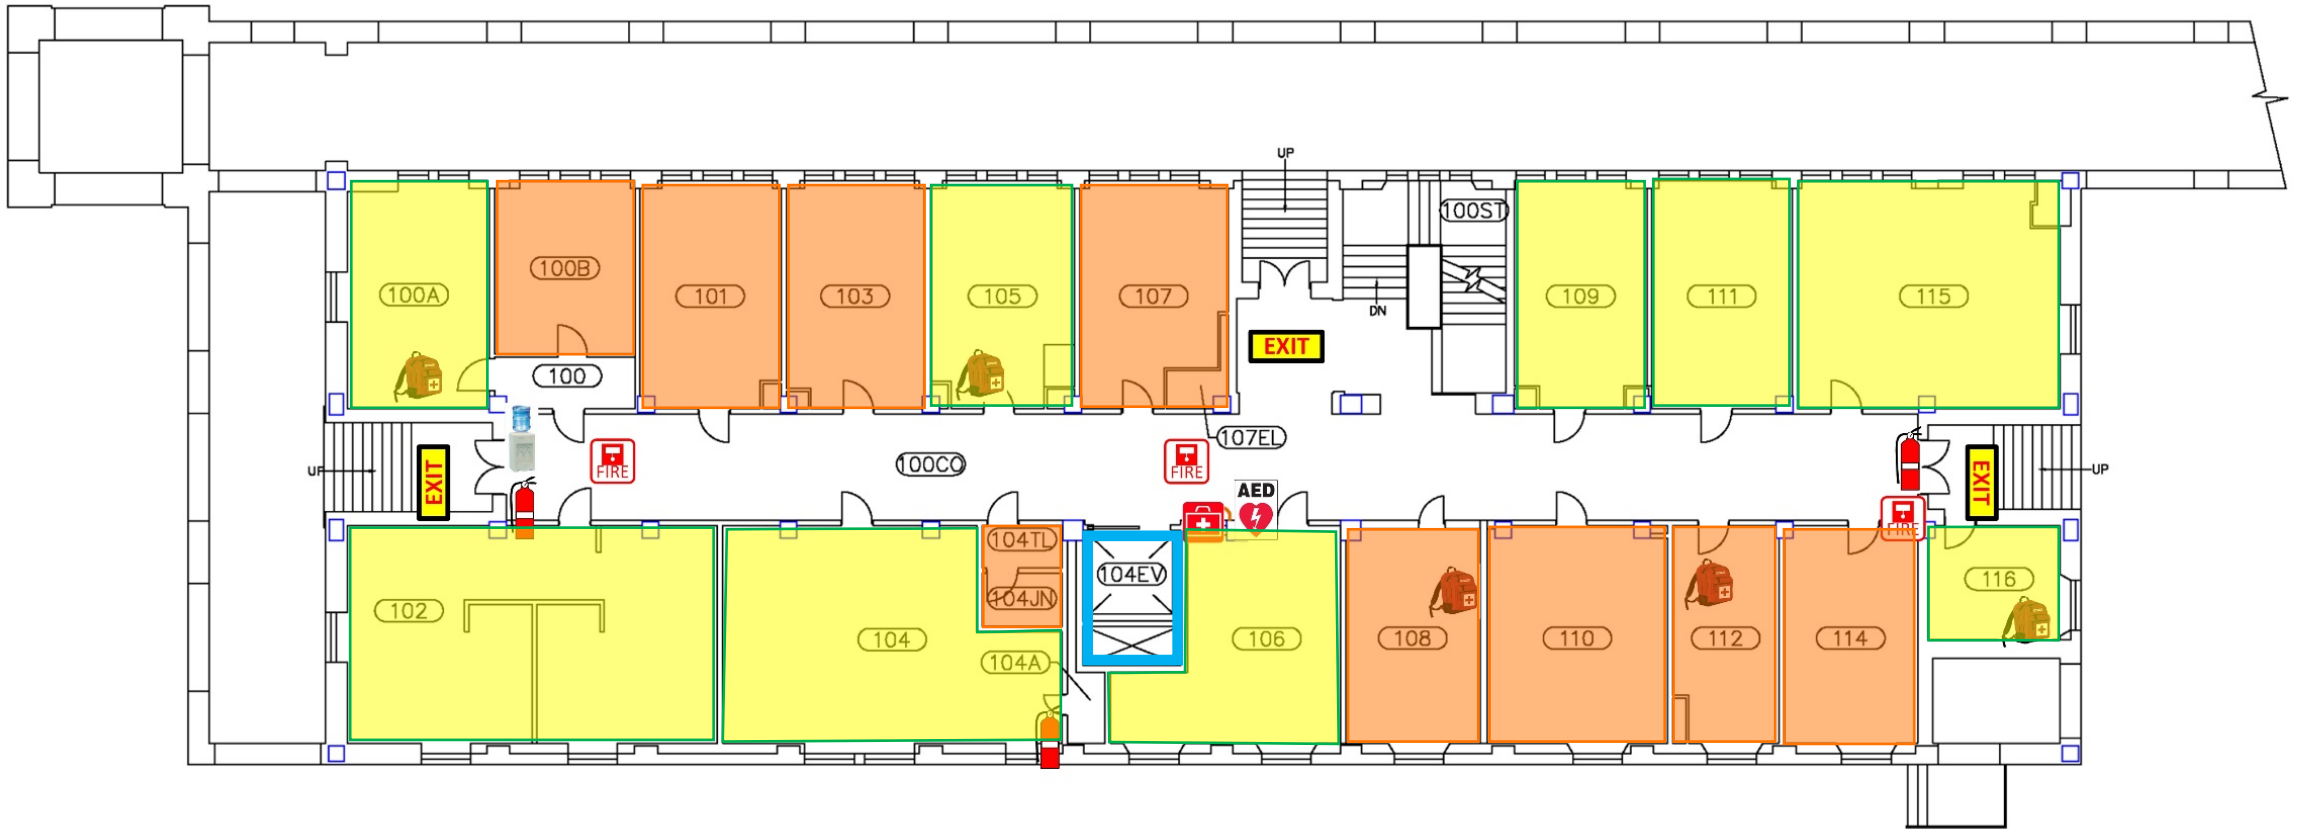 UP
100ST
100B
100A
101
103
105
107
109
111
115
DN
EXIT
100
107EL
100CO
FIRE
FIRE
UP
EXIT
EXIT
UP
AED
FIRE
104TL
104EV
104JN
116
102
104
106
108
110
112
114
104A